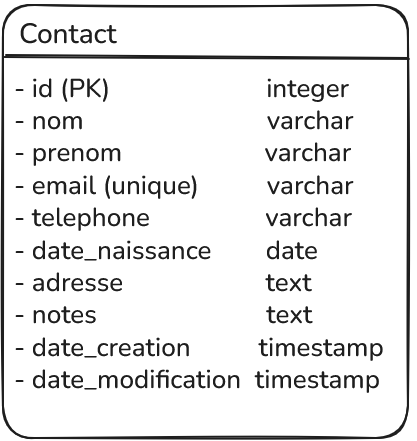 Contact
- id (PK) integer
- nom varchar
- prenom varchar
- email (unique) varchar
- telephone varchar
- date_naissance date
- adresse text
- notes text
- date_creation timestamp
- date_modification timestamp